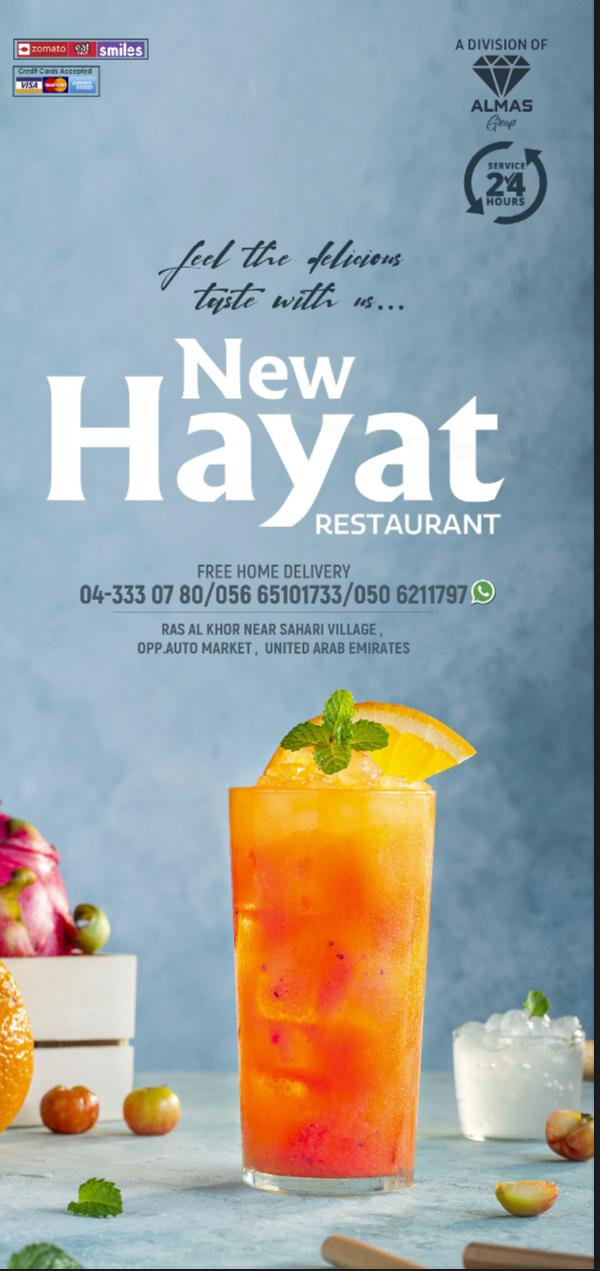 zomato eat smiles
Credit Cards Accepted
VISA
A DIVISION OF
ALMAS
Group
SERVICE
24
HOURS
feel the delicious
taste with us...
New
Hayat
RESTAURANT
FREE HOME DELIVERY
04-333 07 80/056 65101733/050 6211797
RAS AL KHOR NEAR SAHARI VILLAGE ,
OPP.AUTO MARKET , UNITED ARAB EMIRATES